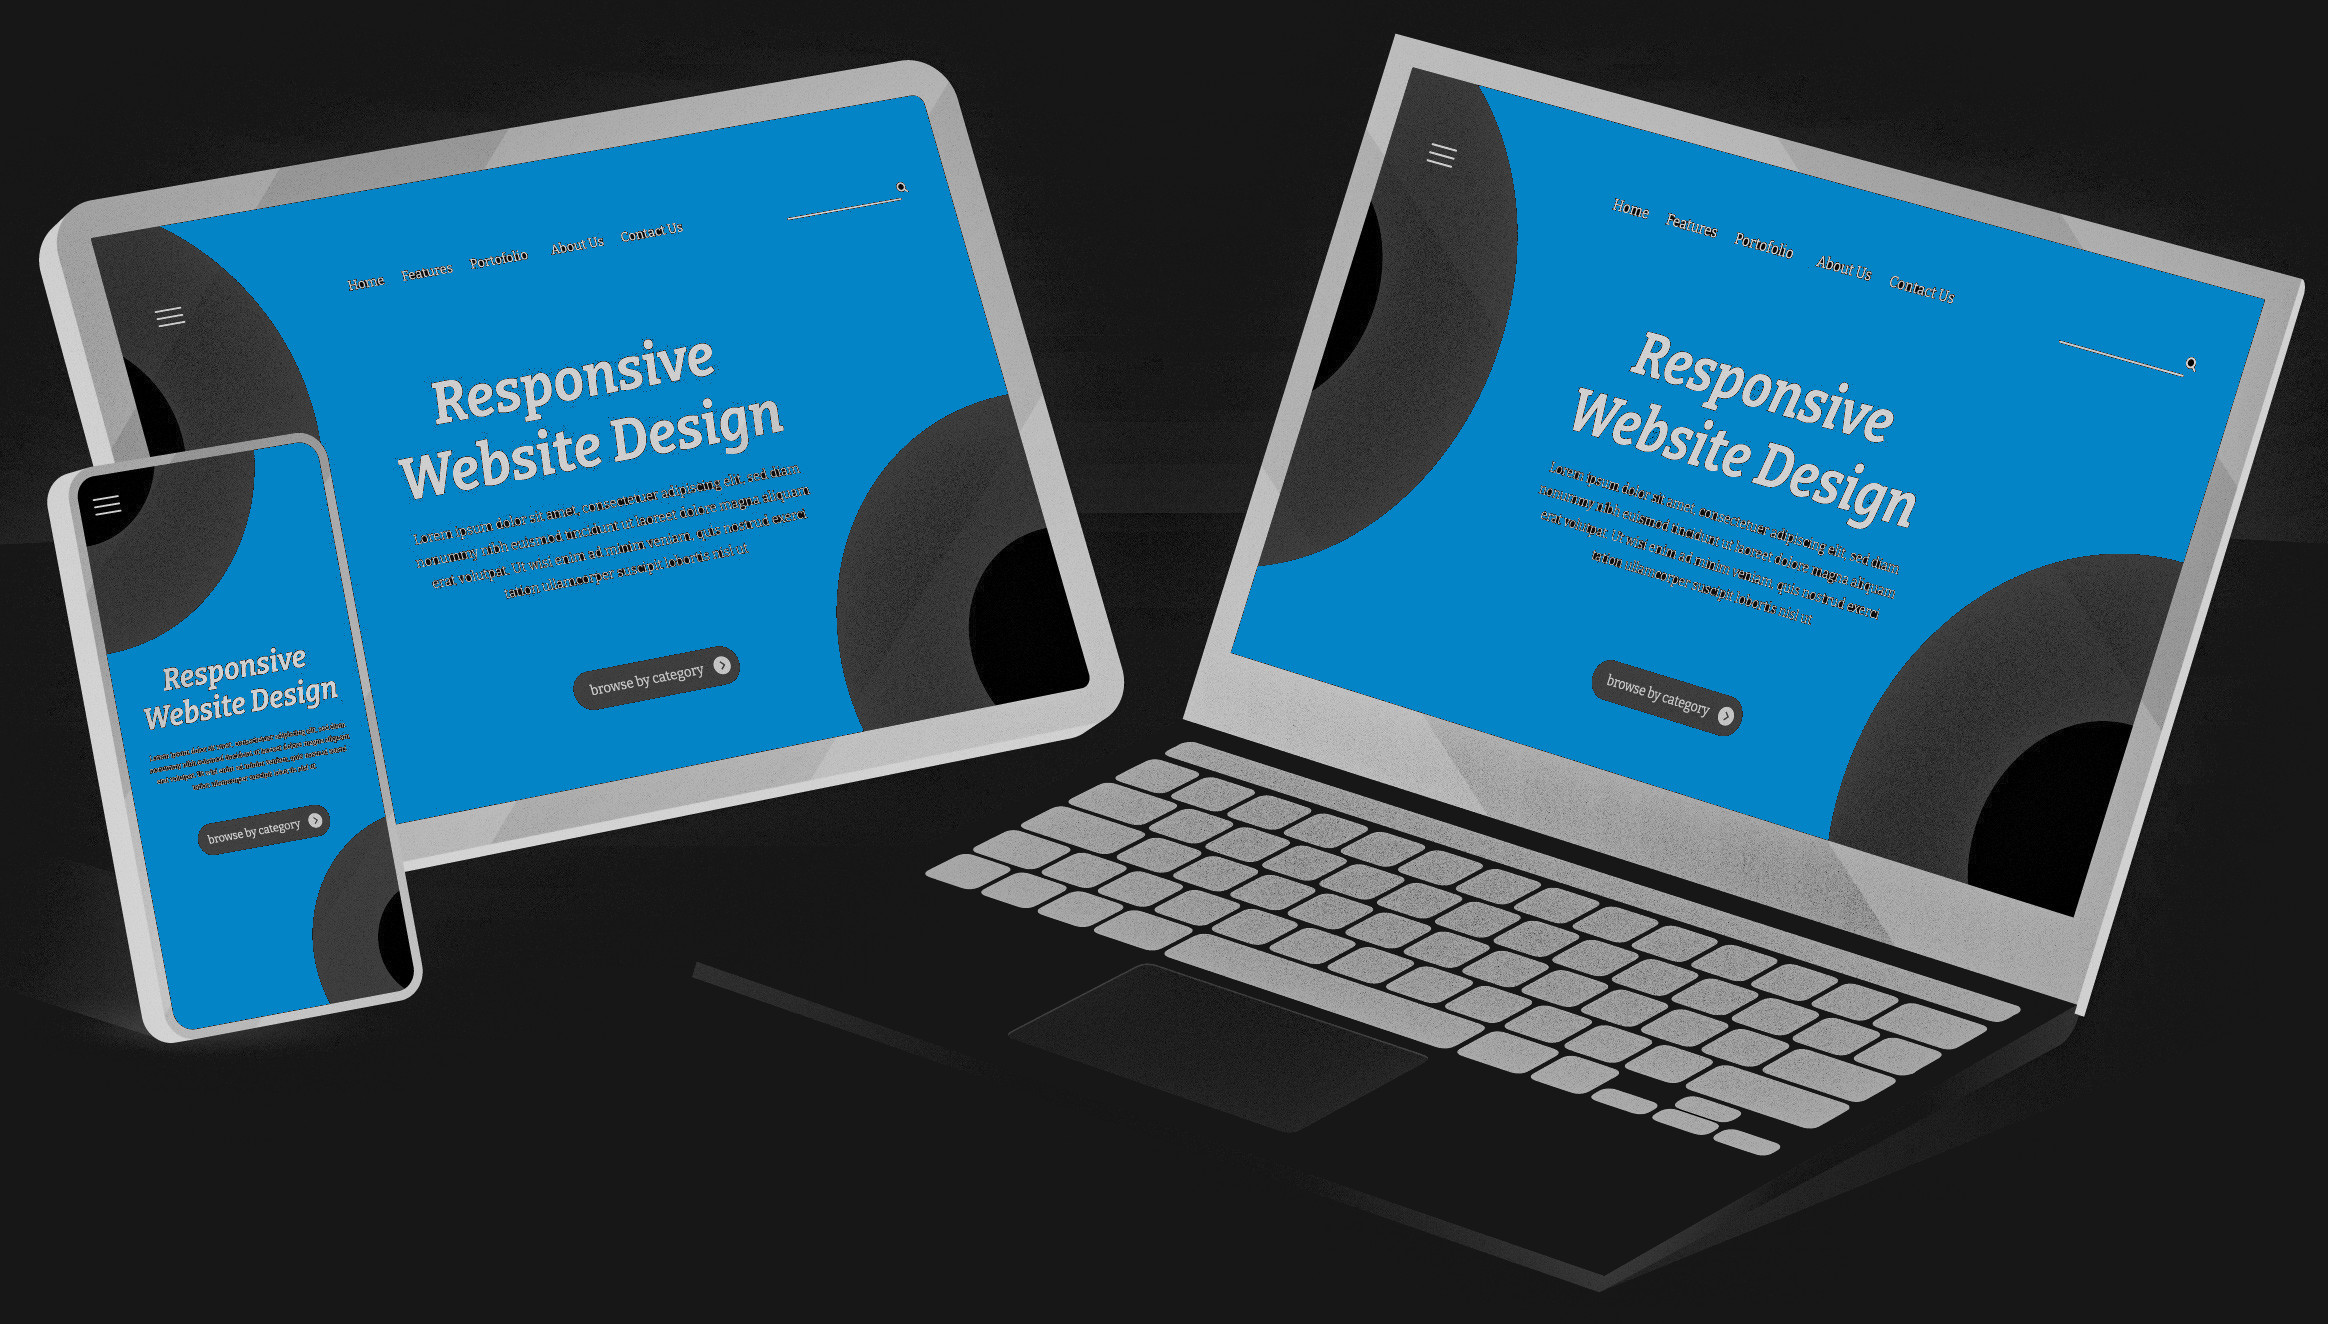 Home Features Portofolio About Us Contact Us
Responsive
Website Design
Lorem ipsum dolor sit amet, consectetuer adipiscing elit, sed diam
nonummy nibh euismod tincidunt ut laoreet dolore magna aliquam
erat volutpat. Ut wisi enim ad minim veniam, quis nostrud exerci
tation ullamcorper suscipit lobortis nisl ut
browse by category
Responsive
Website Design
browse by category
Home Features Portofolio About Us Contact Us
Responsive
Website Design
Lorem ipsum dolor sit amet, consectetuer adipiscing elit, sed diam
nonummy nibh euismod tincidunt ut laoreet dolore magna aliquam
erat volutpat. Ut wisi enim ad minim veniam, quis nostrud exerci
tation ullamcorper suscipit lobortis nisl ut
browse by category